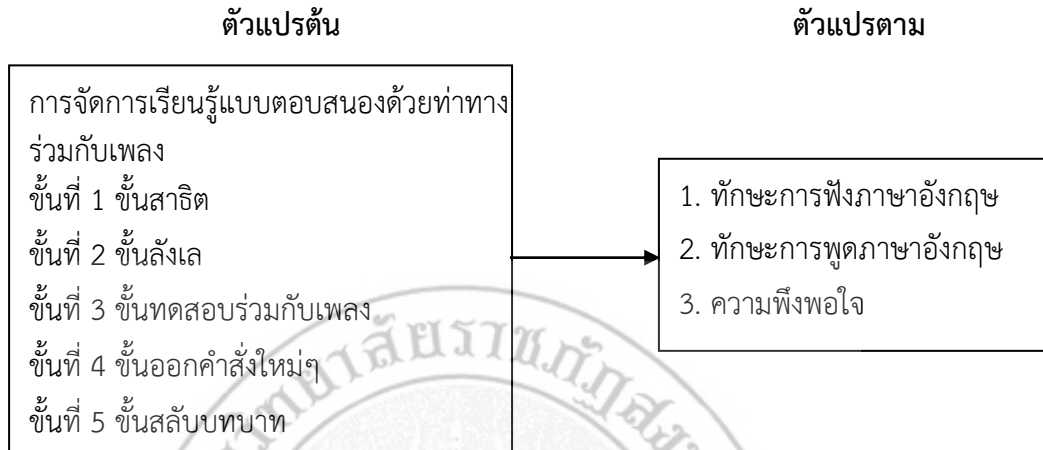 ตัวแปรต้น
ตัวแปรตาม
การจัดการเรียนรู้แบบตอบสนองด้วยท่าทาง
ร่วมกับเพลง
ขั้นที่ 1 ขั้นสาธิต
ขั้นที่ 2 ขั้นลังเล
ขั้นที่ 3 ขั้นทดสอบร่วมกับเพลง
ขั้นที่ 4 ขั้นออกคำสั่งใหม่ๆ
ขั้นที่ 5 ขั้นสลับบทบาท
1. ทักษะการฟังภาษาอังกฤษ
2. ทักษะการพูดภาษาอังกฤษ
3. ความพึงพอใจ